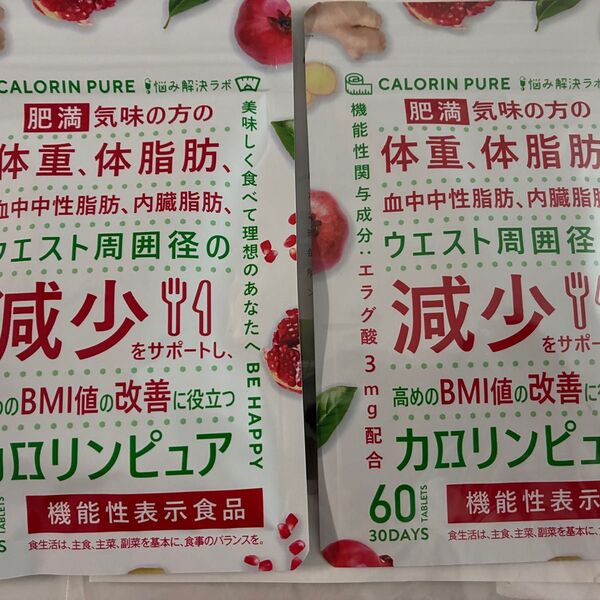 CALORIN PURE 悩み解決ラボ
肥満 気味の方の
体重、体脂肪、
血中中性脂肪、内臓脂肪、
ウエスト周囲径の
減少
をサポートし、
のBMI値の改善に役立つ
カロリンピュア
TABLETS
機能性表示食品
食生活は、主食、主菜、副菜を基本に、食事のバランスを。
美味しく食べて理想のあなたへ BE HAPPY
CALORIN PURE 悩み解決ラボ
機能性関与成分:エラグ酸3mg配合
肥満 気味の方の
体重、体脂肪
血中中性脂肪、内臓脂肪
ウエスト周囲径
減少
をサポート
高めのBMI値の改善に
カロリンピュ
60 TABLETS
30DAYS
機能性表示食
食生活は、主食、主菜、副菜を基本に、食事のバラン